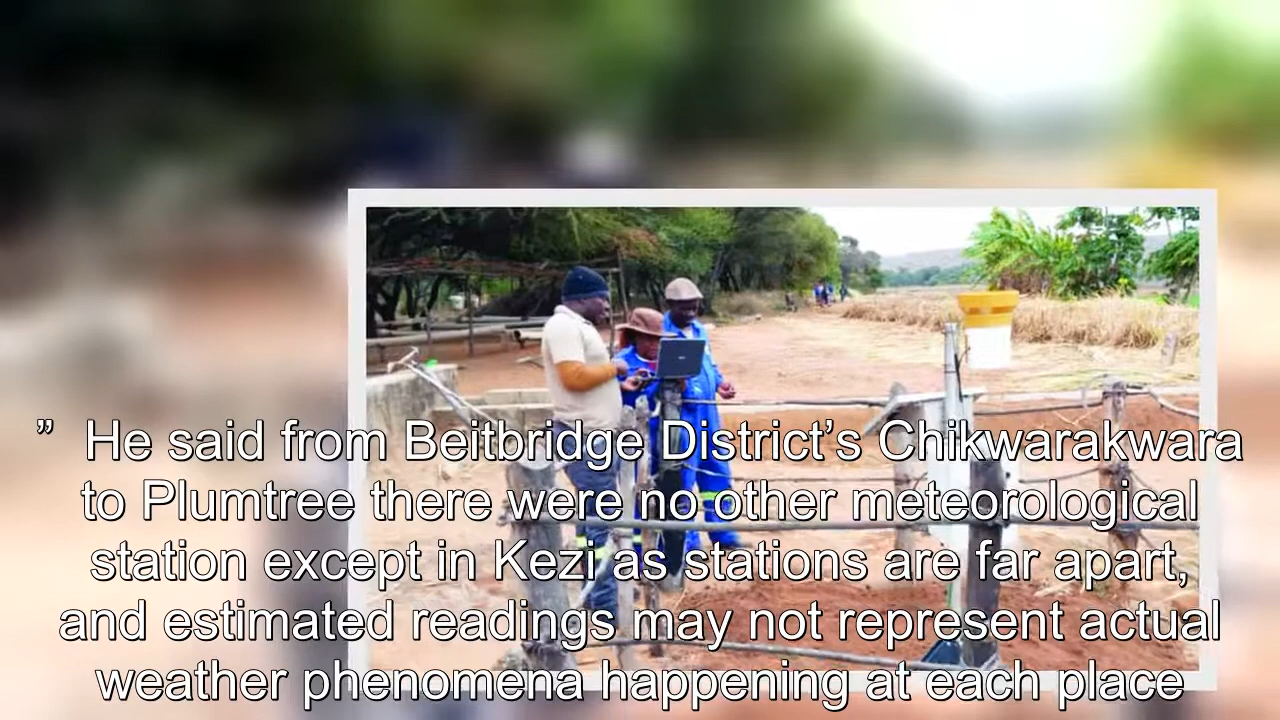 ” He said from Beitbridge District’s Chikwarakwara
to Plumtree there were no other meteorological
station except in Kezi as stations are far apart,
and estimated readings may not represent actual
weather phenomena happening at each place